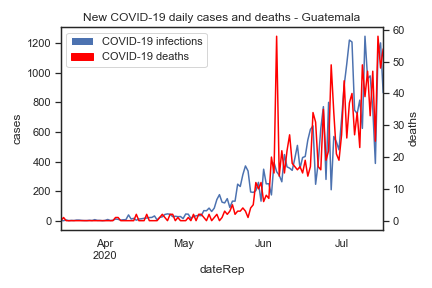 New COVID-19 daily cases and deaths - Guatemala
COVID-19 infections
COVID-19 deaths
1200
1000
800
600
400
200
0
cases
60
50
40
30
20
10
0
deaths
Apr
2020
May
Jun
Jul
dateRep